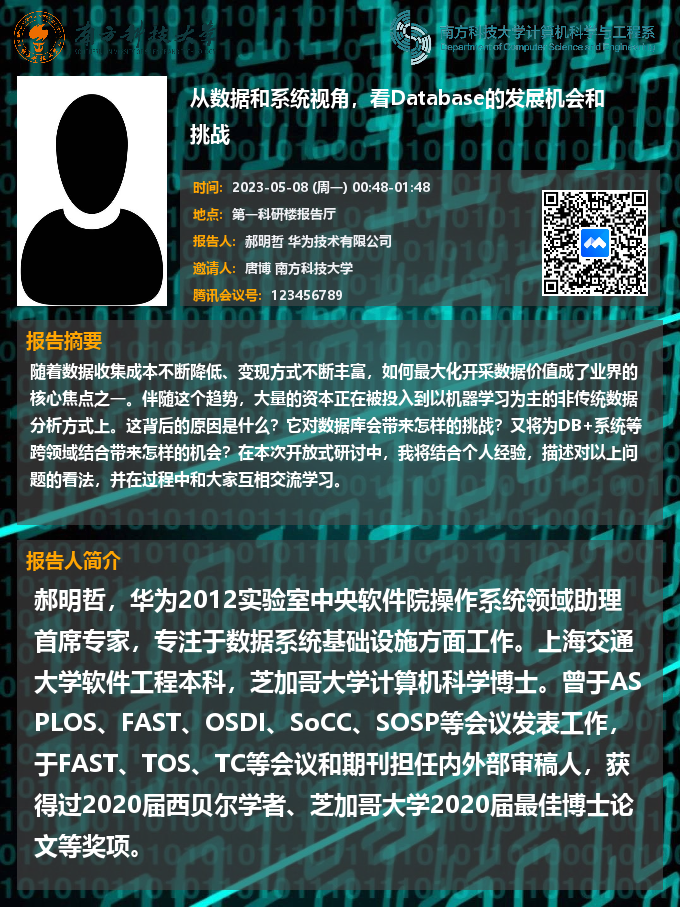 南方科技大学
南方科技大学计算机科学与工程系
Department of Computer Science and Engineering
从数据和系统视角，看Database的发展机会和
挑战
时间: 2023-05-08 (周一) 00:48-01:48
地点: 第一科研楼报告厅
报告人: 郝明哲 华为技术有限公司
邀请人: 唐博 南方科技大学
腾讯会议号: 123456789
报告摘要
随着数据收集成本不断降低、变现方式不断丰富，如何最大化开采数据价值成了业界的
核心焦点之一。伴随这个趋势，大量的资本正在被投入到以机器学习为主的非传统数据
分析方式上。这背后的原因是什么？它对数据库会带来怎样的挑战？又将为DB+系统等
跨领域结合带来怎样的机会？在本次开放式研讨中，我将结合个人经验，描述对以上问
题的看法，并在过程中和大家互相交流学习。
报告人简介
郝明哲，华为2012实验室中央软件院操作系统领域助理
首席专家，专注于数据系统基础设施方面工作。上海交通
大学软件工程本科，芝加哥大学计算机科学博士。曾于AS
PLOS、FAST、OSDI、SoCC、SOSP等会议发表工作，
于FAST、TOS、TC等会议和期刊担任内外部审稿人，获
得过2020届西贝尔学者、芝加哥大学2020届最佳博士论
文等奖项。